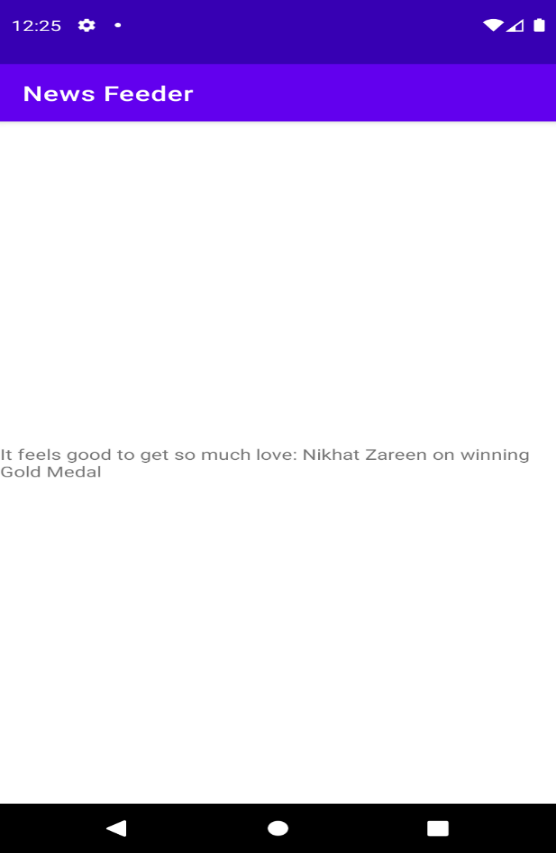 12:25
News Feeder
It feels good to get so much love: Nikhat Zareen on winning
Gold Medal